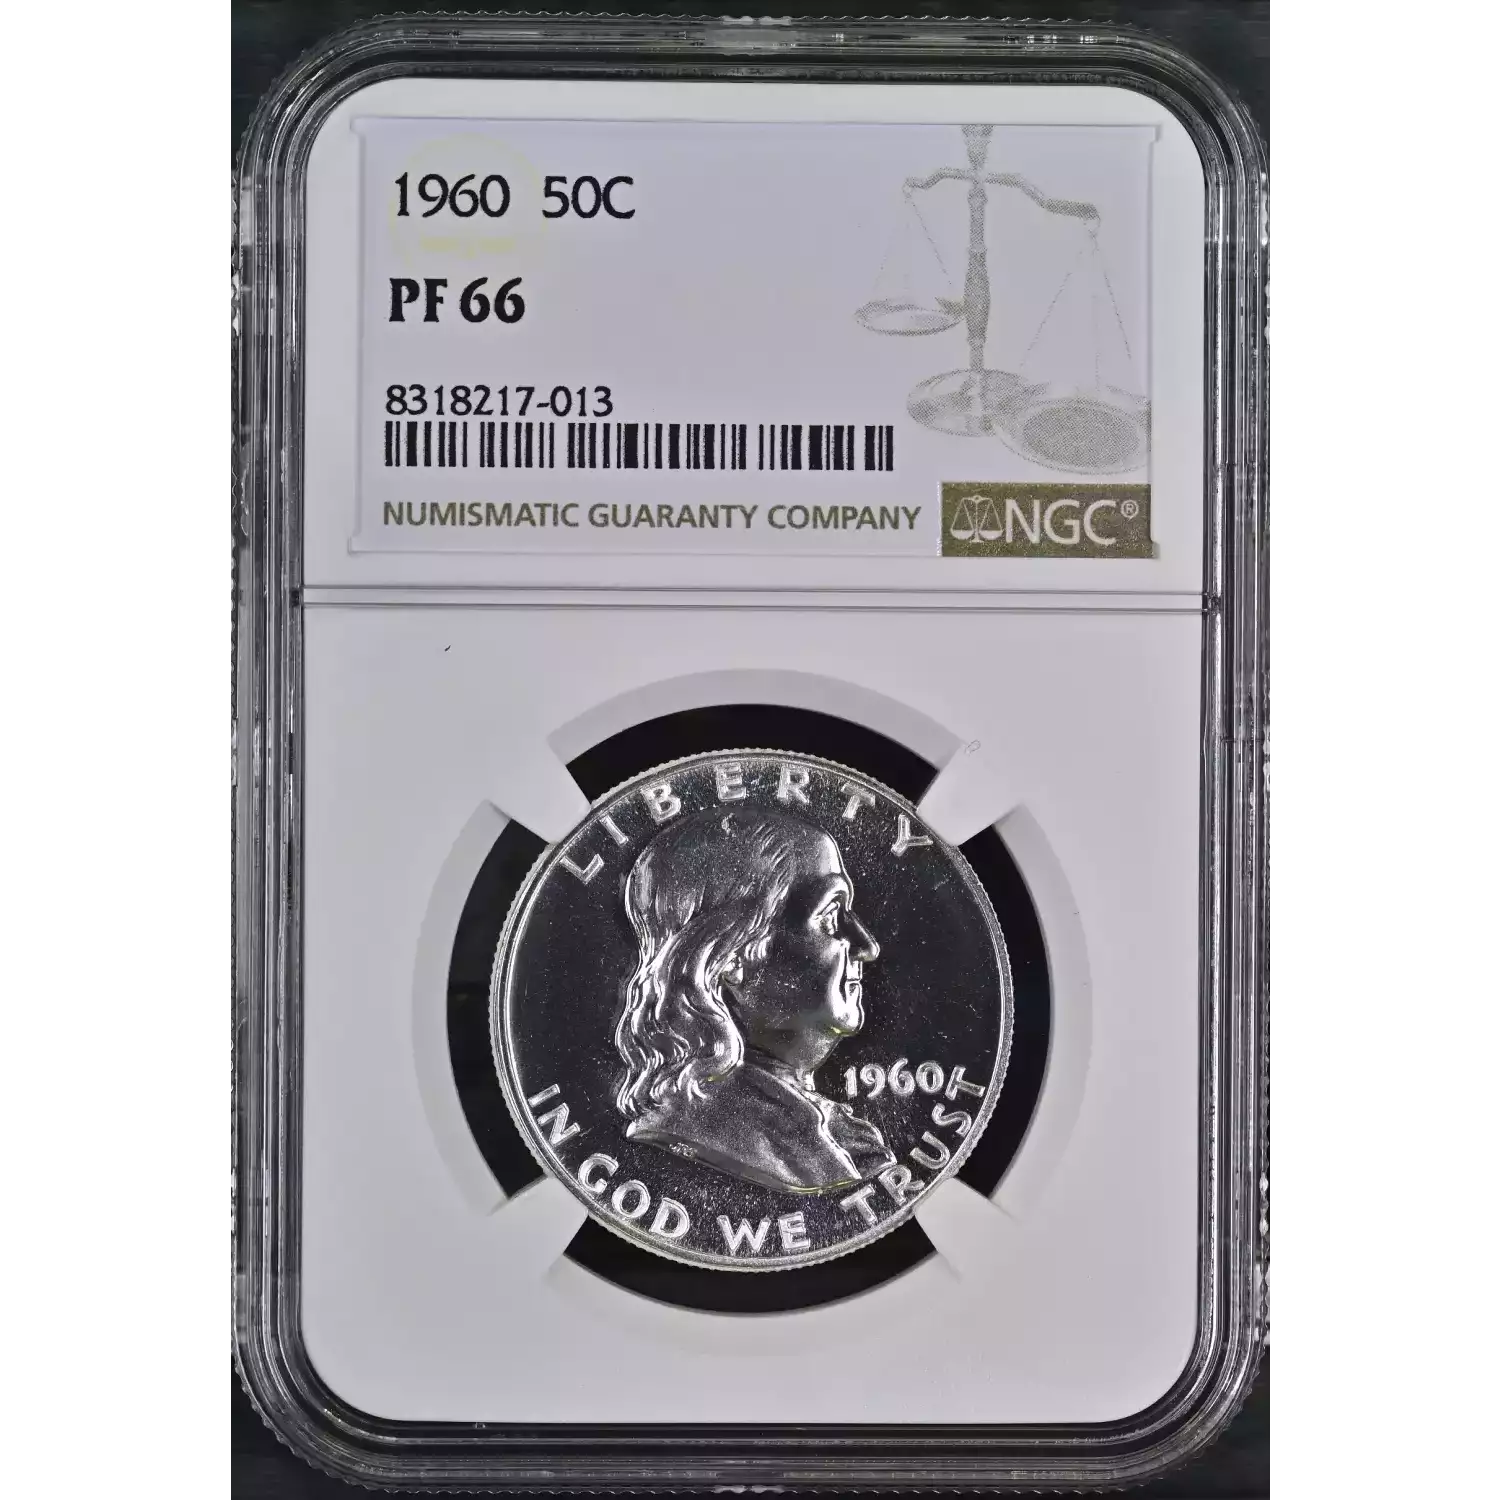 1960 50C
PF 66
8318217-013
NUMISMATIC GUARANTY COMPANY NGC®
LIBERTY
1960
IN GOD WE TRUST